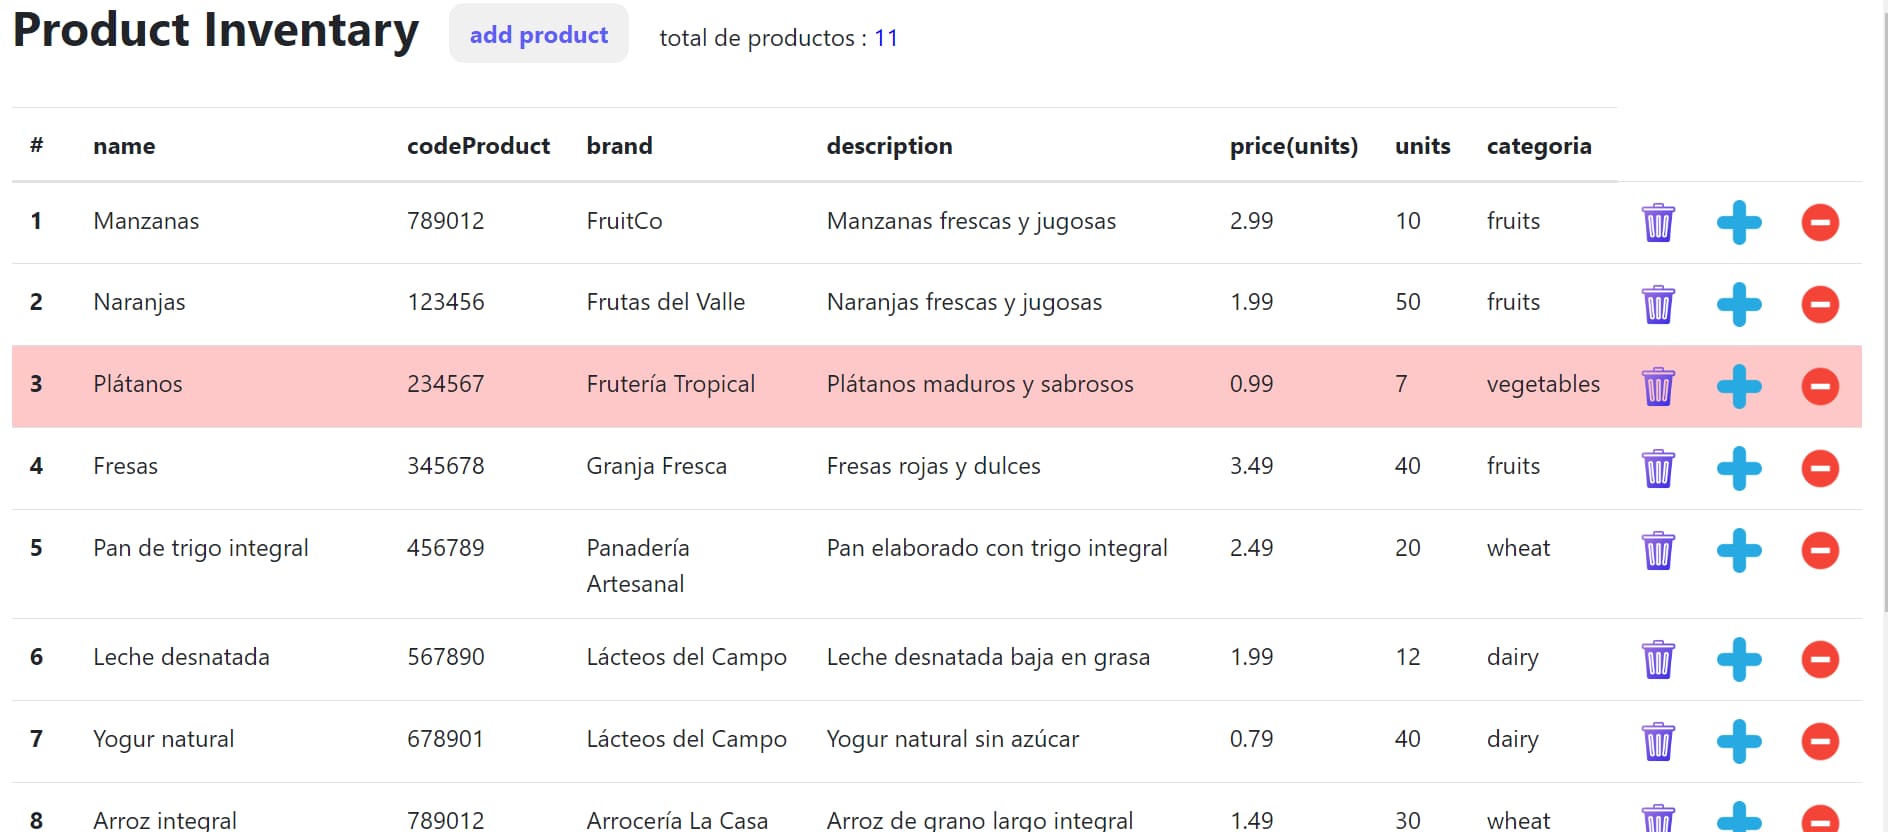 Product Inventary add product total de productos : 11
# name codeProduct brand description price(units) units categoria
1 Manzanas 789012 FruitCo Manzanas frescas y jugosas 2.99 10 fruits
2 Naranjas 123456 Frutas del Valle Naranjas frescas y jugosas 1.99 50 fruits
3 Plátanos 234567 Frutería Tropical Plátanos maduros y sabrosos 0.99 7 vegetables
4 Fresas 345678 Granja Fresca Fresas rojas y dulces 3.49 40 fruits
5 Pan de trigo integral 456789 Panadería Pan elaborado con trigo integral 2.49 20 wheat
Artesanal
6 Leche desnatada 567890 Lácteos del Campo Leche desnatada baja en grasa 1.99 12 dairy
7 Yogur natural 678901 Lácteos del Campo Yogur natural sin azúcar 0.79 40 dairy
8 Arroz integral 789012 Arrocería La Casa Arroz de grano largo integral 1.49 30 wheat